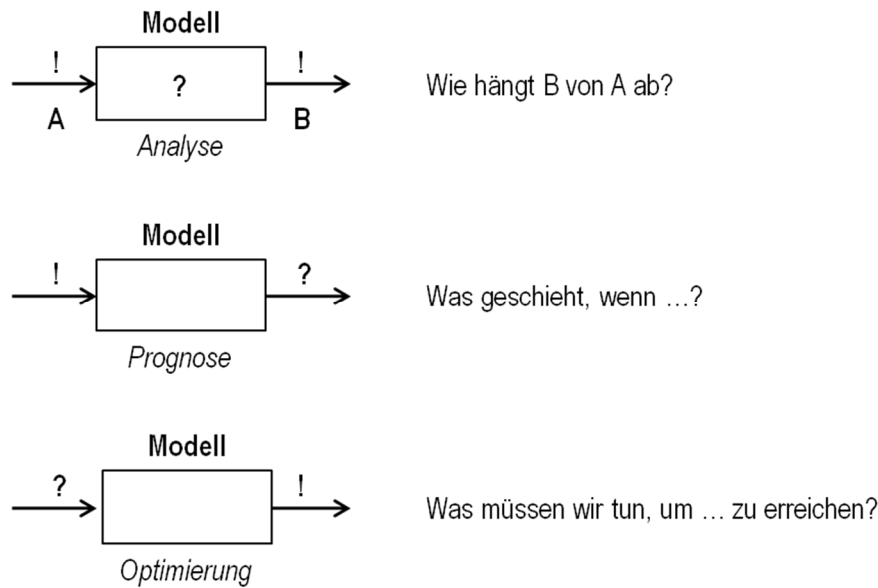 Modell
! ? !
Wie hängt B von A ab?
A B
Analyse
Modell
! ?
Was geschieht, wenn ...?
Prognose
Modell
? !
Was müssen wir tun, um ... zu erreichen?
Optimierung